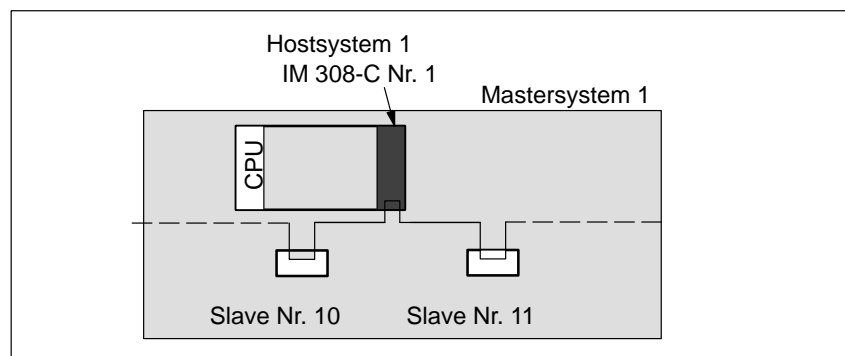 Hostsystem 1
IM 308-C Nr. 1
Mastersystem 1
CPU
Slave Nr. 10
Slave Nr. 11